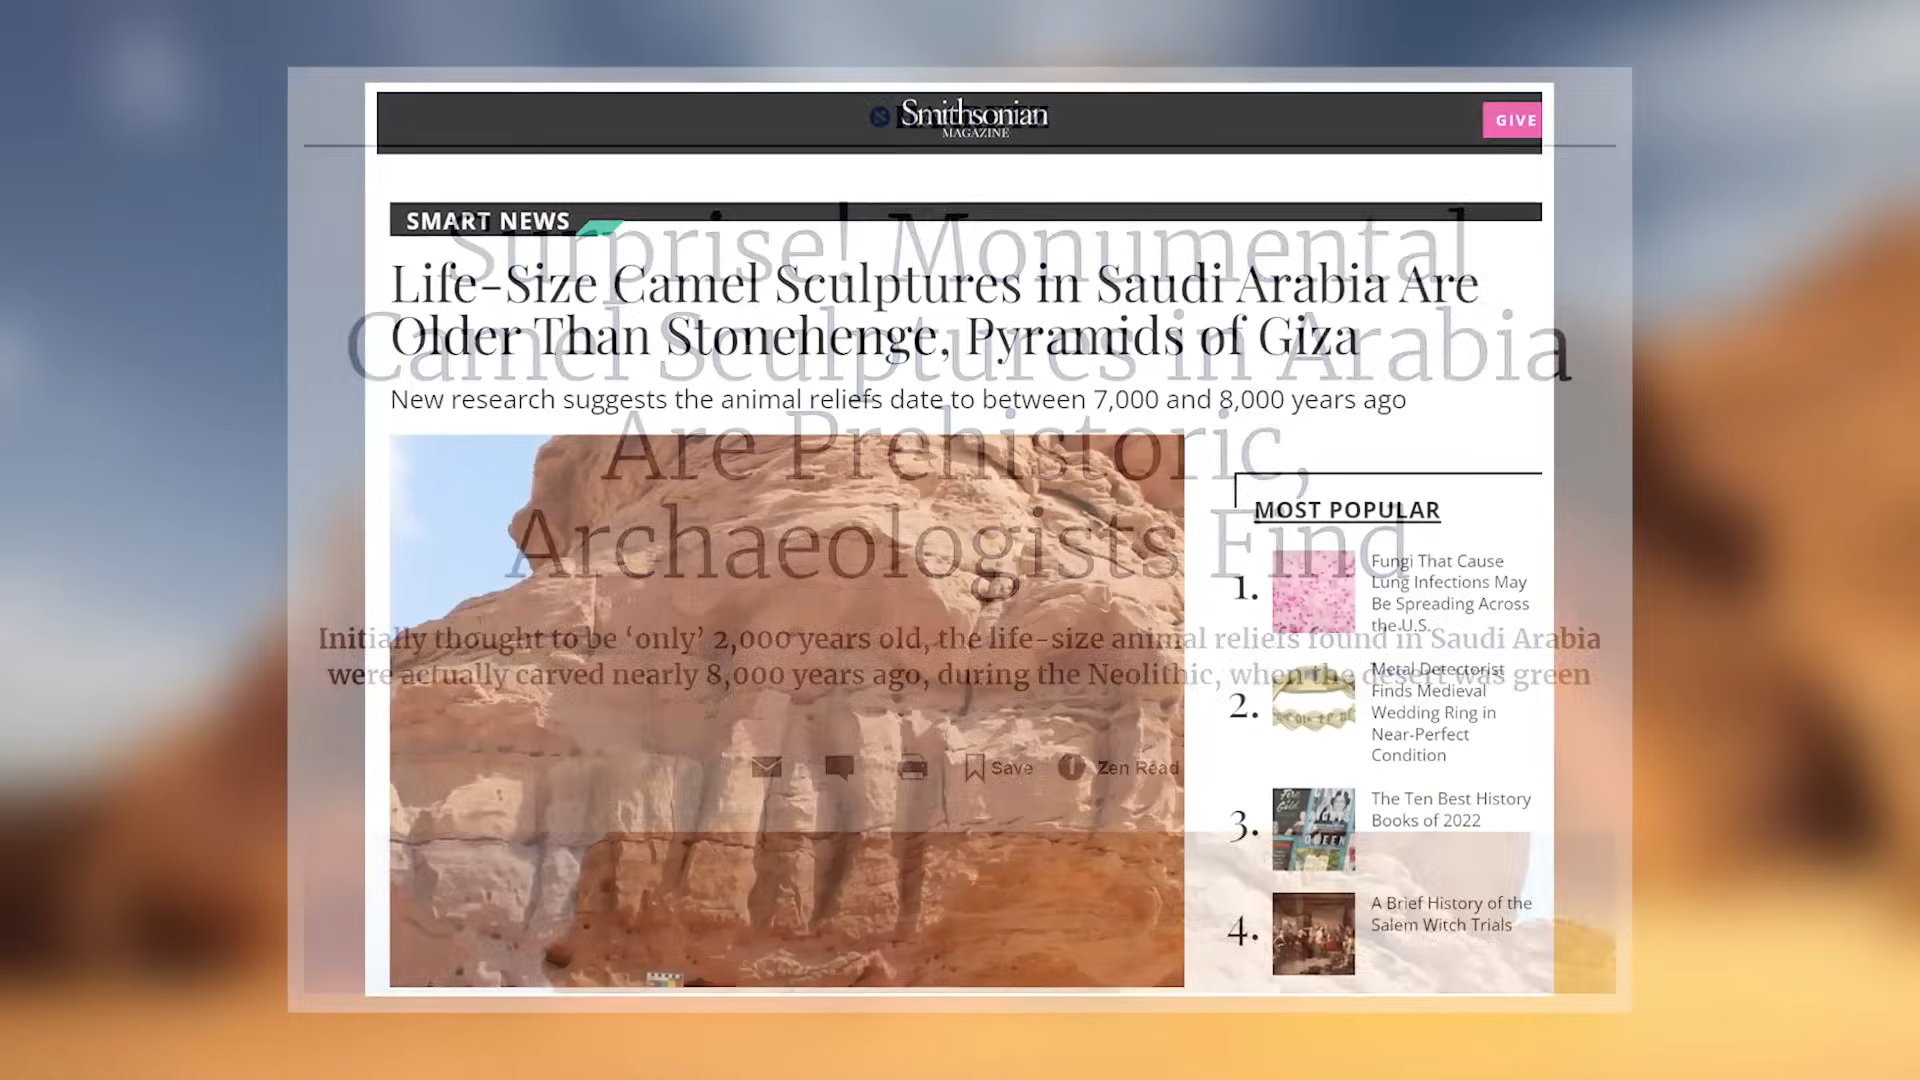 Smithsonian
MAGAZINE
GIVE
SMART NEWS
Life-Size Camel Sculptures in Saudi Arabia Are
Older Than Stonehenge, Pyramids of Giza
New research suggests the animal reliefs date to between 7,000 and 8,000 years ago
Surprise! Monumental
Camel Sculptures in Arabia
Are Prehistoric,
Archaeologists Find
Initially thought to be ‘only’ 2,000 years old, the life-size animal reliefs found in Saudi Arabia
were actually carved nearly 8,000 years ago, during the Neolithic, when the desert was green
Save
Zen Read
MOST POPULAR
1.
Fungi That Cause
Lung Infections May
Be Spreading Across
the U.S.
2.
Metal Detectorist
Finds Medieval
Wedding Ring in
Near-Perfect
Condition
3.
The Ten Best History
Books of 2022
4.
A Brief History of the
Salem Witch Trials